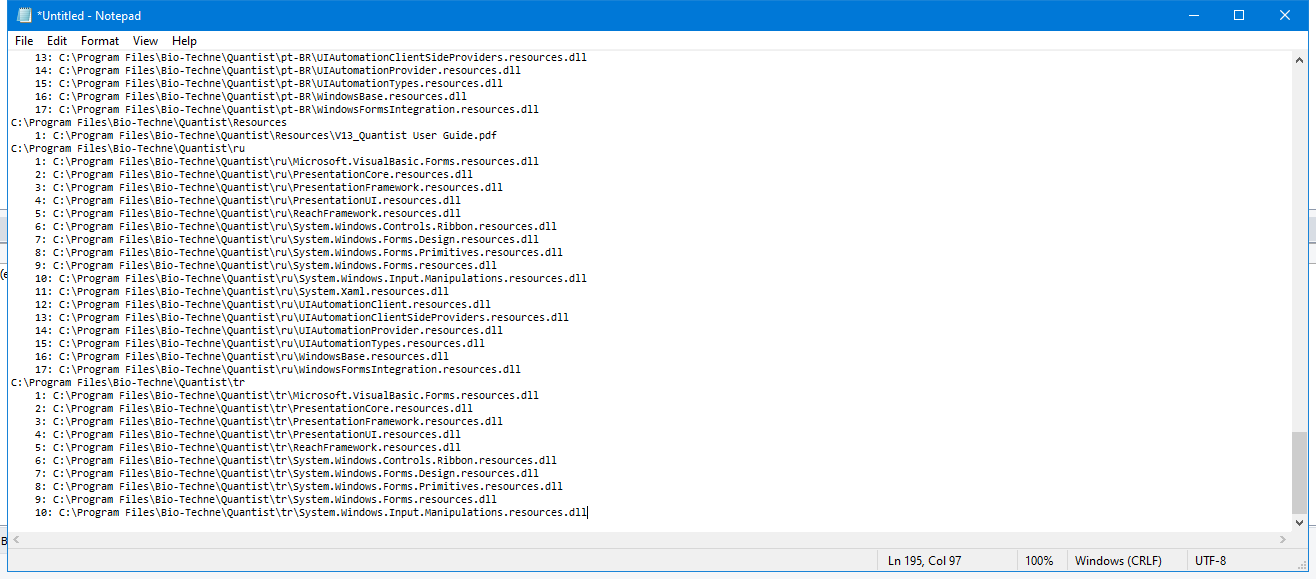 *Untitled - Notepad
File Edit Format View Help
13: C:\Program Files\Bio-Techne\Quantist\pt-BR\UIAutomationClientSideProviders.resources.dll
14: C:\Program Files\Bio-Techne\Quantist\pt-BR\UIAutomationProvider.resources.dll
15: C:\Program Files\Bio-Techne\Quantist\pt-BR\UIAutomationTypes.resources.dll
16: C:\Program Files\Bio-Techne\Quantist\pt-BR\WindowsBase.resources.dll
17: C:\Program Files\Bio-Techne\Quantist\pt-BR\WindowsFormsIntegration.resources.dll
C:\Program Files\Bio-Techne\Quantist\Resources
1: C:\Program Files\Bio-Techne\Quantist\Resources\V13_Quantist User Guide.pdf
C:\Program Files\Bio-Techne\Quantist\ru
1: C:\Program Files\Bio-Techne\Quantist\ru\Microsoft.VisualBasic.Forms.resources.dll
2: C:\Program Files\Bio-Techne\Quantist\ru\PresentationCore.resources.dll
3: C:\Program Files\Bio-Techne\Quantist\ru\PresentationFramework.resources.dll
4: C:\Program Files\Bio-Techne\Quantist\ru\PresentationUI.resources.dll
5: C:\Program Files\Bio-Techne\Quantist\ru\ReachFramework.resources.dll
6: C:\Program Files\Bio-Techne\Quantist\ru\System.Windows.Controls.Ribbon.resources.dll
7: C:\Program Files\Bio-Techne\Quantist\ru\System.Windows.Forms.Design.resources.dll
8: C:\Program Files\Bio-Techne\Quantist\ru\System.Windows.Forms.Primitives.resources.dll
9: C:\Program Files\Bio-Techne\Quantist\ru\System.Windows.Forms.resources.dll
10: C:\Program Files\Bio-Techne\Quantist\ru\System.Windows.Input.Manipulations.resources.dll
11: C:\Program Files\Bio-Techne\Quantist\ru\System.Xaml.resources.dll
12: C:\Program Files\Bio-Techne\Quantist\ru\UIAutomationClient.resources.dll
13: C:\Program Files\Bio-Techne\Quantist\ru\UIAutomationClientSideProviders.resources.dll
14: C:\Program Files\Bio-Techne\Quantist\ru\UIAutomationProvider.resources.dll
15: C:\Program Files\Bio-Techne\Quantist\ru\UIAutomationTypes.resources.dll
16: C:\Program Files\Bio-Techne\Quantist\ru\WindowsBase.resources.dll
17: C:\Program Files\Bio-Techne\Quantist\ru\WindowsFormsIntegration.resources.dll
C:\Program Files\Bio-Techne\Quantist\tr
1: C:\Program Files\Bio-Techne\Quantist\tr\Microsoft.VisualBasic.Forms.resources.dll
2: C:\Program Files\Bio-Techne\Quantist\tr\PresentationCore.resources.dll
3: C:\Program Files\Bio-Techne\Quantist\tr\PresentationFramework.resources.dll
4: C:\Program Files\Bio-Techne\Quantist\tr\PresentationUI.resources.dll
5: C:\Program Files\Bio-Techne\Quantist\tr\ReachFramework.resources.dll
6: C:\Program Files\Bio-Techne\Quantist\tr\System.Windows.Controls.Ribbon.resources.dll
7: C:\Program Files\Bio-Techne\Quantist\tr\System.Windows.Forms.Design.resources.dll
8: C:\Program Files\Bio-Techne\Quantist\tr\System.Windows.Forms.Primitives.resources.dll
9: C:\Program Files\Bio-Techne\Quantist\tr\System.Windows.Forms.resources.dll
10: C:\Program Files\Bio-Techne\Quantist\tr\System.Windows.Input.Manipulations.resources.dll
Ln 195, Col 97 100% Windows (CRLF) UTF-8